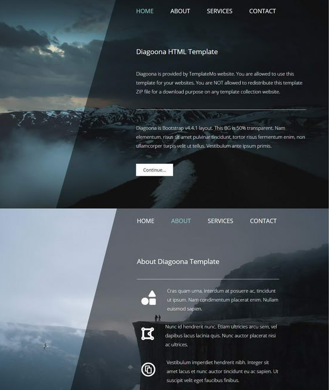 HOME ABOUT SERVICES CONTACT
Diagoona HTML Template
Diagoona is provided by TemplateMo website. You are allowed to use this
template for your websites. You are NOT allowed to redistribute this template
ZIP file for a download purpose on any template collection website.
Diagoona is Bootstrap v4.4.1 layout. This BG is 50% transparent. Nam
elementum, risus sit amet pulvinar tincidunt, tortor risus fermentum enim, non
ullamcorper turpis velit ut tellus. Vestibulum ante ipsum primis.
Continue...
HOME ABOUT SERVICES CONTACT
About Diagoona Template
Cras quam urna, interdum at posuere ac, tincidunt
ut ipsum. Nam condimentum placerat enim. Nullam
euismod sapien.
Nunc id hendrerit nunc. Etiam ultricies arcu sem, vel
dapibus lacus lacinia quis. Nunc auctor placerat nisi
ac ultrices.
Vestibulum imperdiet hendrerit nibh. Integer sit
amet lacus et nunc auctor tincidunt eu ac sapien. Ut
suscipit velit eget faucibus finibus.